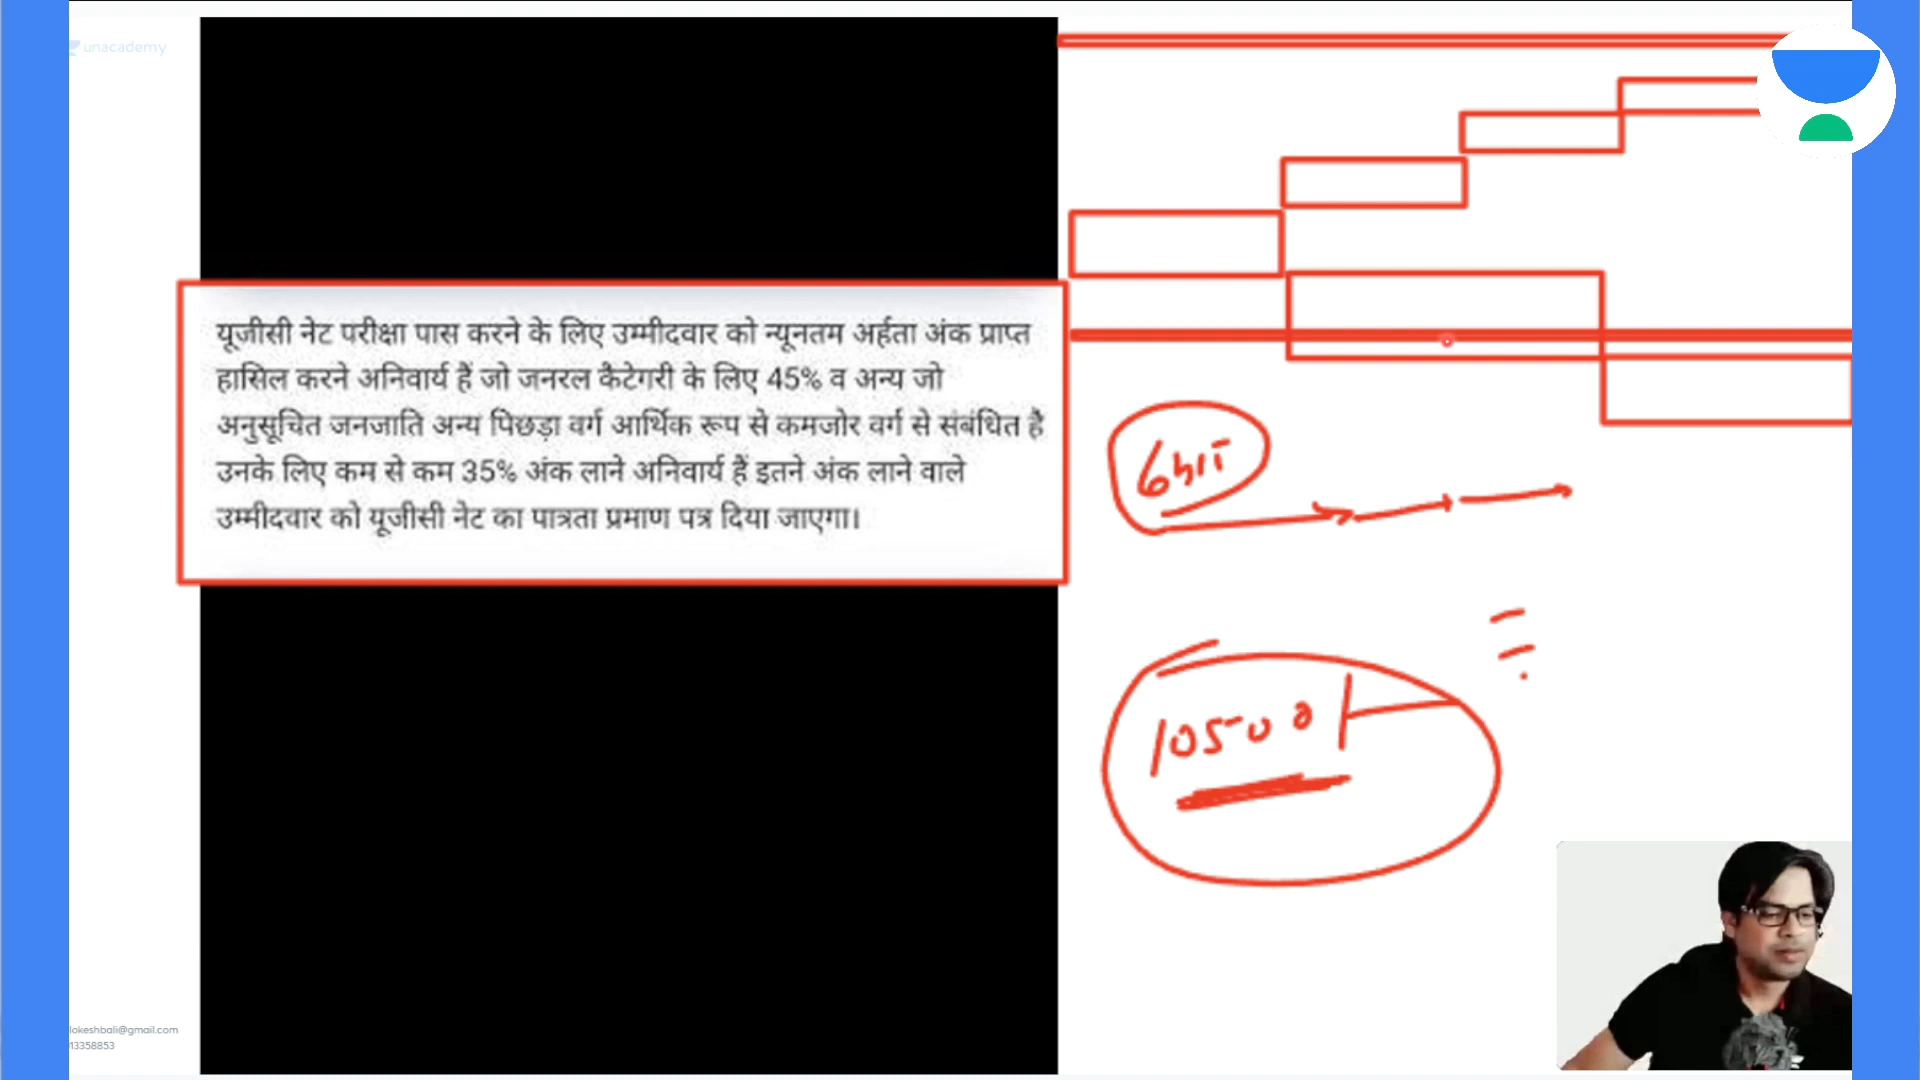 unacademy
यूजीसी नेट परीक्षा पास करने के लिए उम्मीदवार को न्यूनतम अर्हता अंक प्राप्त
हासिल करने अनिवार्य हैं जो जनरल कैटेगरी के लिए 45% व अन्य जो
अनुसूचित जनजाति अन्य पिछड़ा वर्ग आर्थिक रूप से कमजोर वर्ग से संबंधित है
उनके लिए कम से कम 35% अंक लाने अनिवार्य हैं इतने अंक लाने वाले
उम्मीदवार को यूजीसी नेट का पात्रता प्रमाण पत्र दिया जाएगा।
10500
lokeshbali@gmail.com
13358853